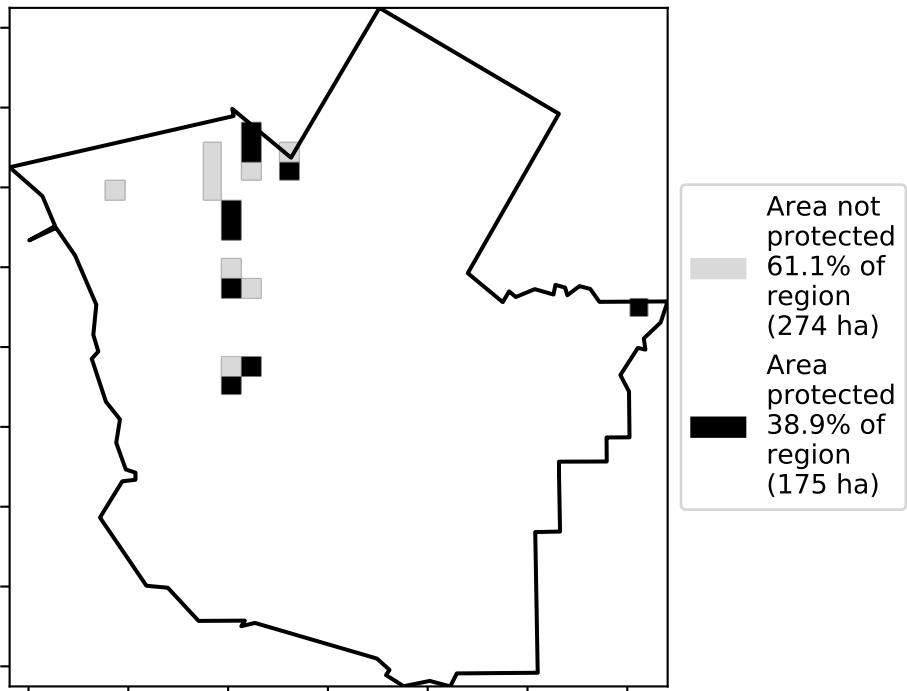 Area not
protected
61.1% of
region
(274 ha)
Area
protected
38.9% of
region
(175 ha)